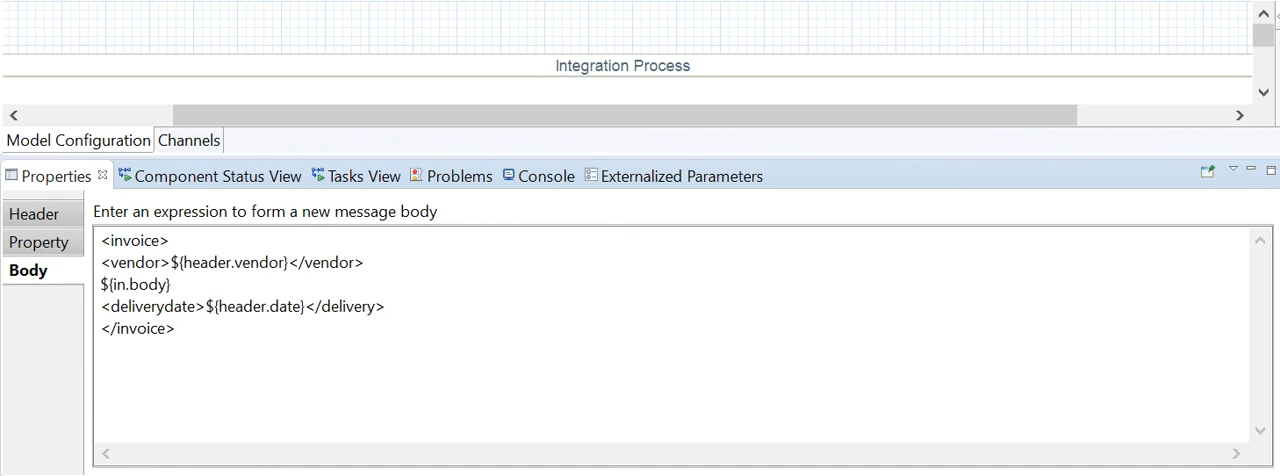 Integration Process
Model Configuration Channels
Properties Component Status View Tasks View Problems Console Externalized Parameters
Header
Property
Body
Enter an expression to form a new message body
<invoice>
<vendor>${header.vendor}</vendor>
${in.body}
<deliverydate>${header.date}</delivery>
</invoice>